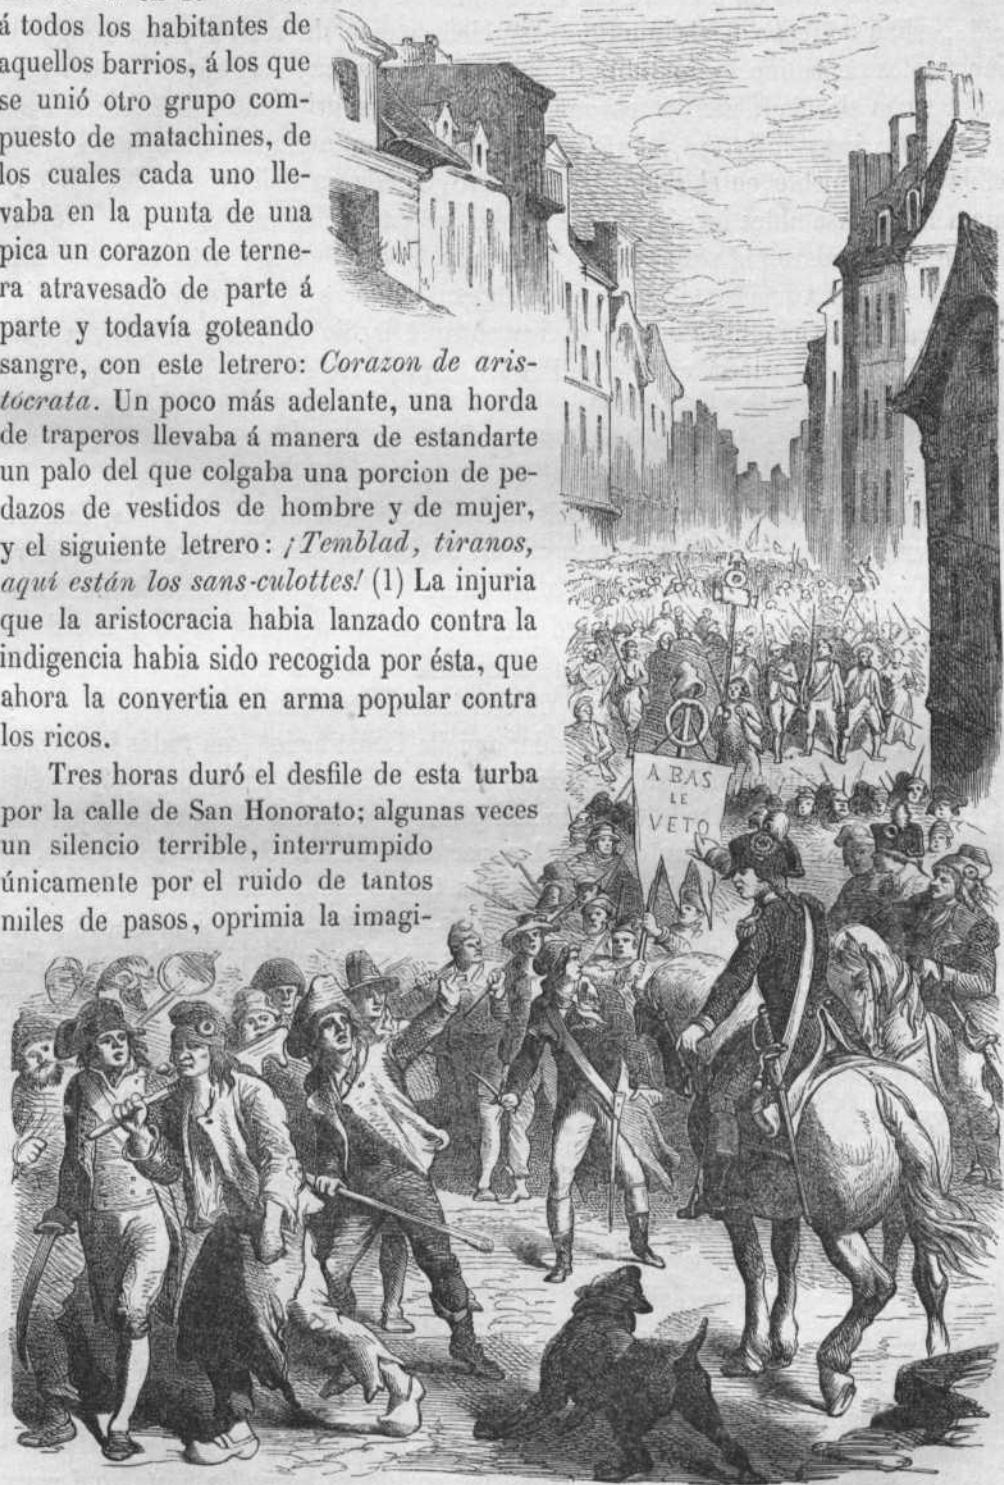 á todos los habitantes de
aquellos barrios, á los que
se unió otro grupo com-
puesto de matachines, de
los cuales cada uno lle-
vaba en la punta de una
pica un corazon de terne-
ra atravesado de parte á
parte y todavía goteando
sangre, con este letrero: Corazon de aris-
tócrata. Un poco más adelante, una horda
de traperos llevaba á manera de estandarte
un palo del que colgaba una porcion de pe-
dazos de vestidos de hombre y de mujer,
y el siguiente letrero: ¡Temblad, tiranos,
aquí están los sans-culottes! (1) La injuria
que la aristocracia habia lanzado contra la
indigencia habia sido recogida por ésta, que
ahora la convertia en arma popular contra
los ricos.
Tres horas duró el desfile de esta turba
por la calle de San Honorato; algunas veces
un silencio terrible, interrumpido
únicamente por el ruido de tantos
miles de pasos, oprimia la imagi-
A BAS
LE
VETO